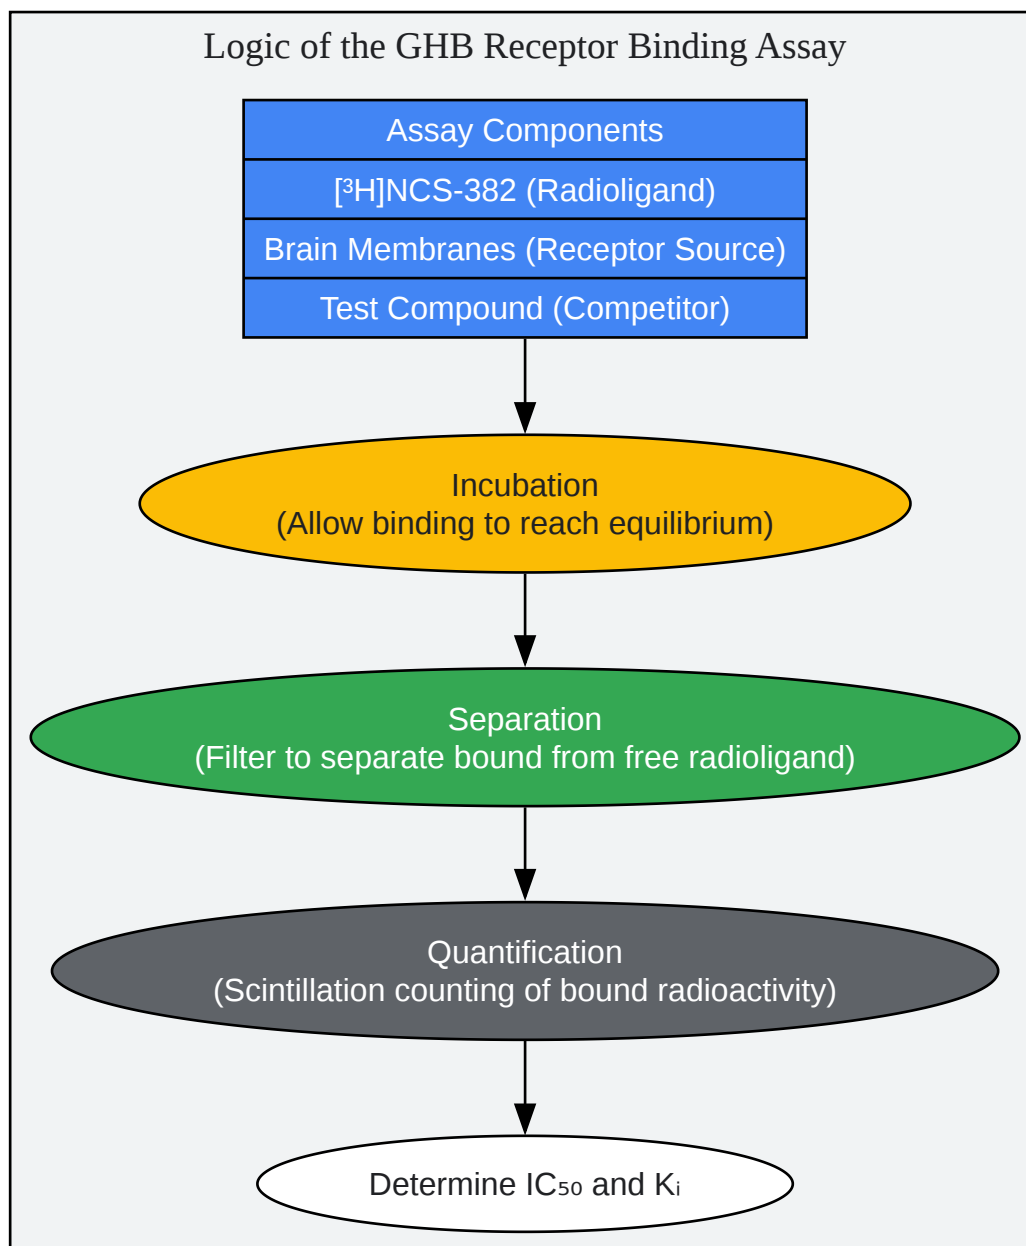 Logic of the GHB Receptor Binding Assay
Assay Components
[³H]NCS-382 (Radioligand)
Brain Membranes (Receptor Source)
Test Compound (Competitor)
Incubation
(Allow binding to reach equilibrium)
Separation
(Filter to separate bound from free radioligand)
Quantification
(Scintillation counting of bound radioactivity)
Determine IC₅₀ and Kᵢ